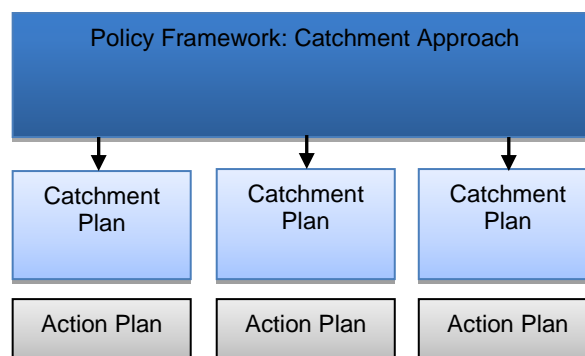 Policy Framework: Catchment Approach
Catchment
Plan
Catchment
Plan
Catchment
Plan
Action Plan
Action Plan
Action Plan